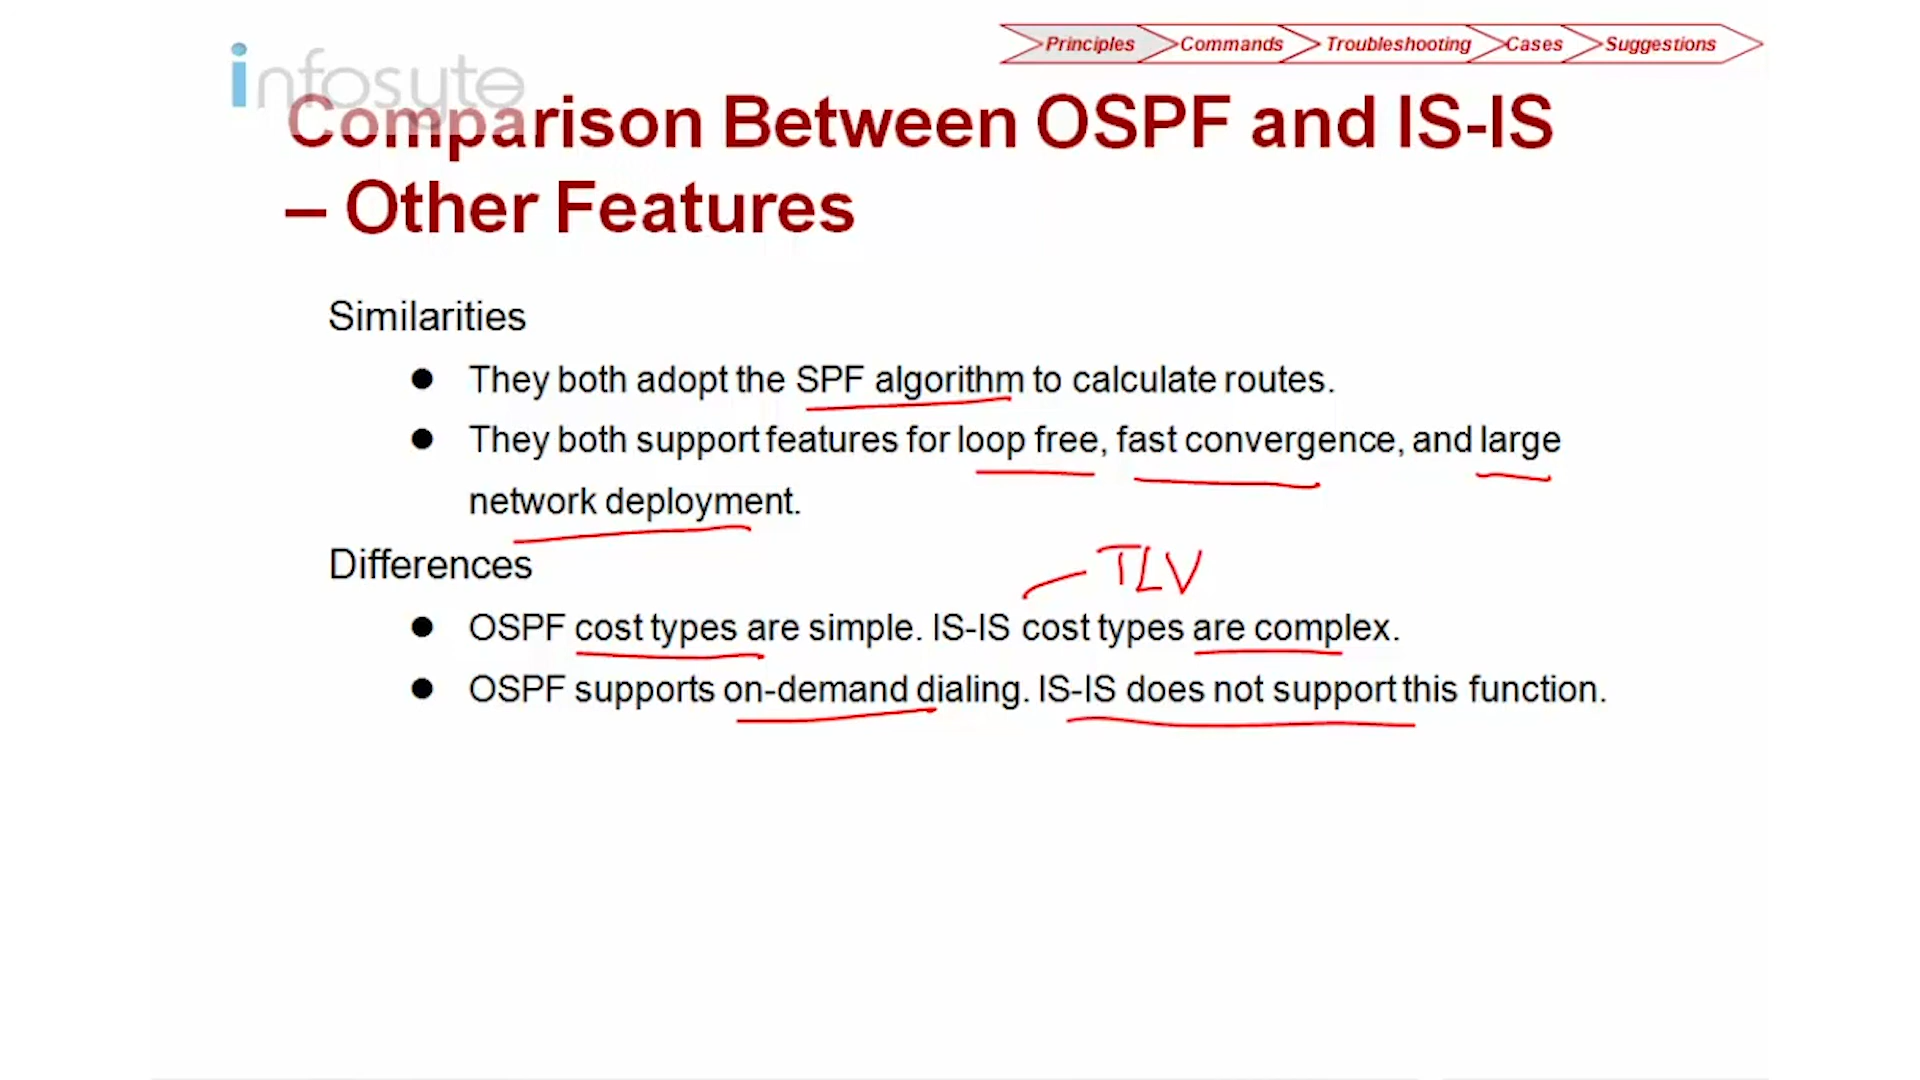 Principles Commands Troubleshooting Cases Suggestions
infosyte
Comparison Between OSPF and IS-IS
– Other Features
Similarities
● They both adopt the SPF algorithm to calculate routes.
● They both support features for loop free, fast convergence, and large
network deployment.
Differences
TLV
● OSPF cost types are simple. IS-IS cost types are complex.
● OSPF supports on-demand dialing. IS-IS does not support this function.